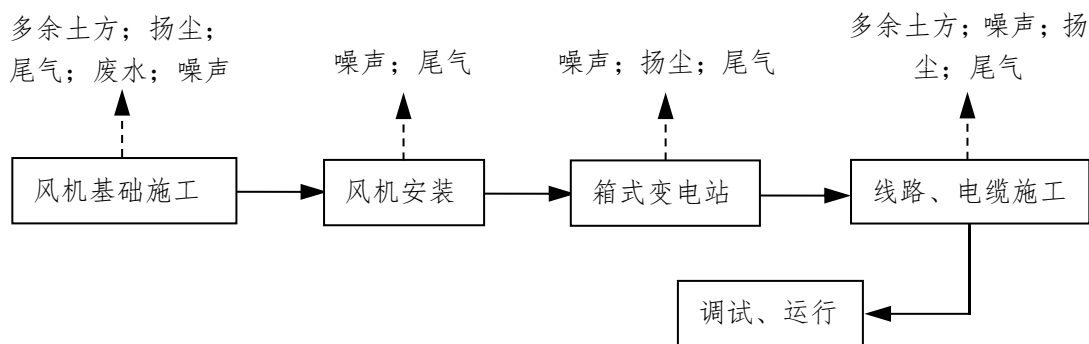 多余土方；扬尘；
尾气；废水；噪声
噪声；尾气
噪声；扬尘；尾气
多余土方；噪声；扬
尘；尾气
风机基础施工
风机安装
箱式变电站
线路、电缆施工
调试、运行